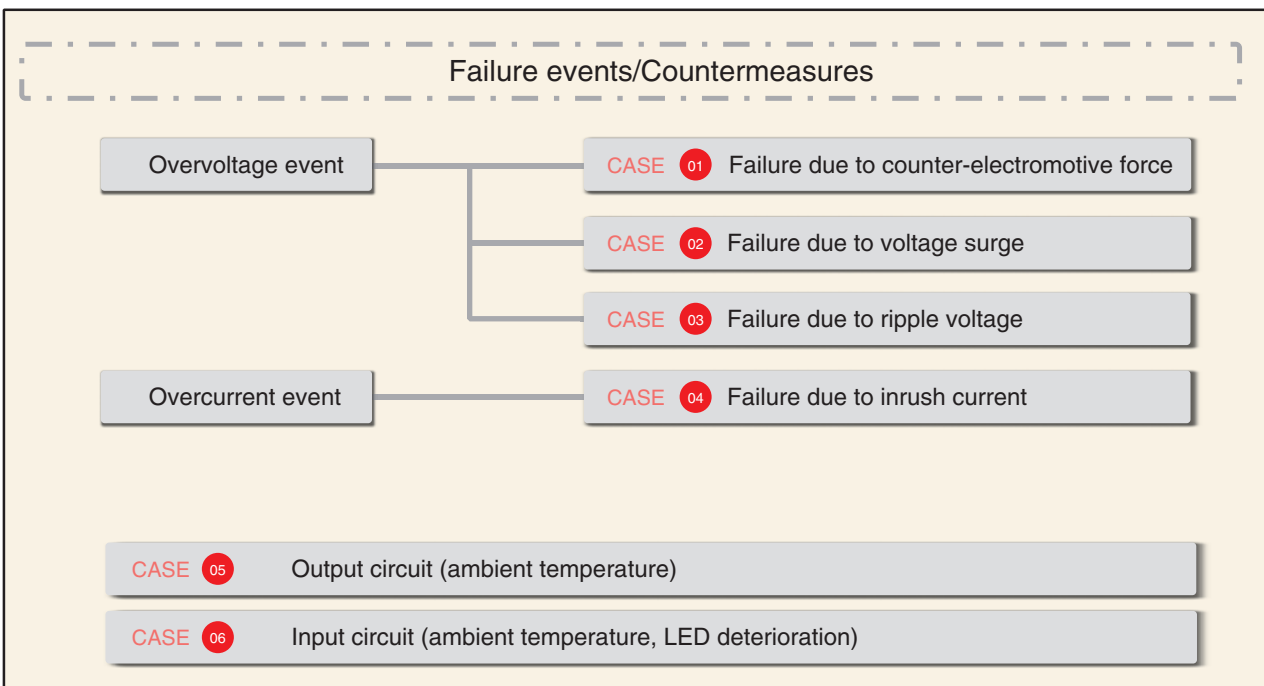 Failure events/Countermeasures
Overvoltage event
CASE 01 Failure due to counter-electromotive force
CASE 02 Failure due to voltage surge
CASE 03 Failure due to ripple voltage
Overcurrent event
CASE 04 Failure due to inrush current
CASE 05 Output circuit (ambient temperature)
CASE 06 Input circuit (ambient temperature, LED deterioration)